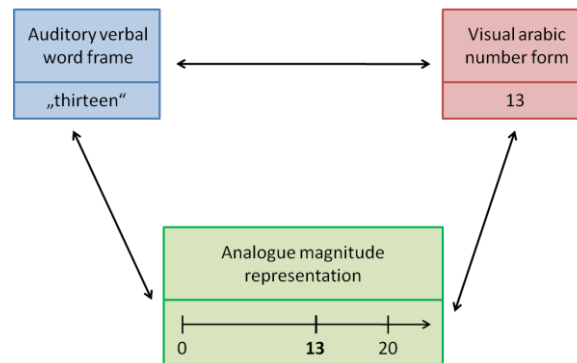 Auditory verbal
word frame
„thirteen“
Visual arabic
number form
13
Analogue magnitude
representation
0 13 20